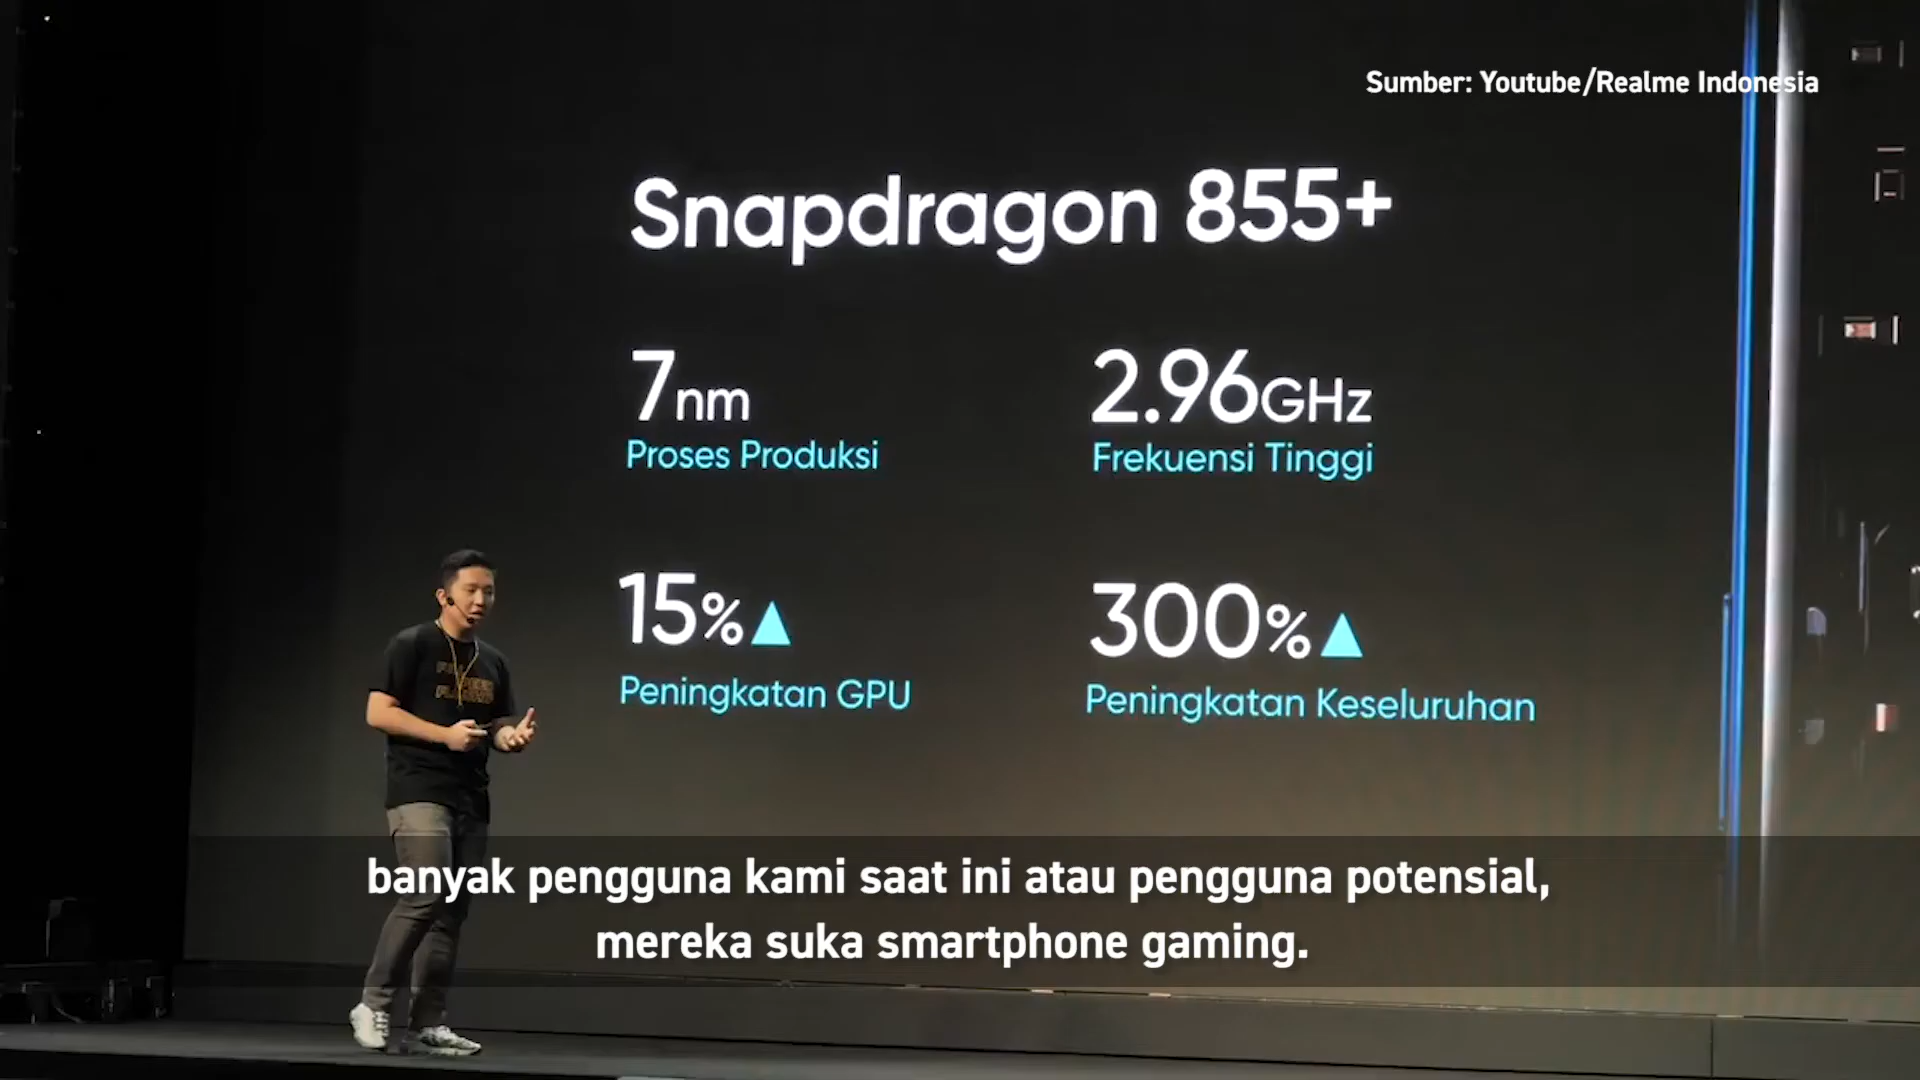 Sumber: Youtube/Realme Indonesia
Snapdragon 855+
7nm
Proses Produksi
2.96GHz
Frekuensi Tinggi
15%▲
Peningkatan GPU
300%▲
Peningkatan Keseluruhan
banyak pengguna kami saat ini atau pengguna potensial,
mereka suka smartphone gaming.